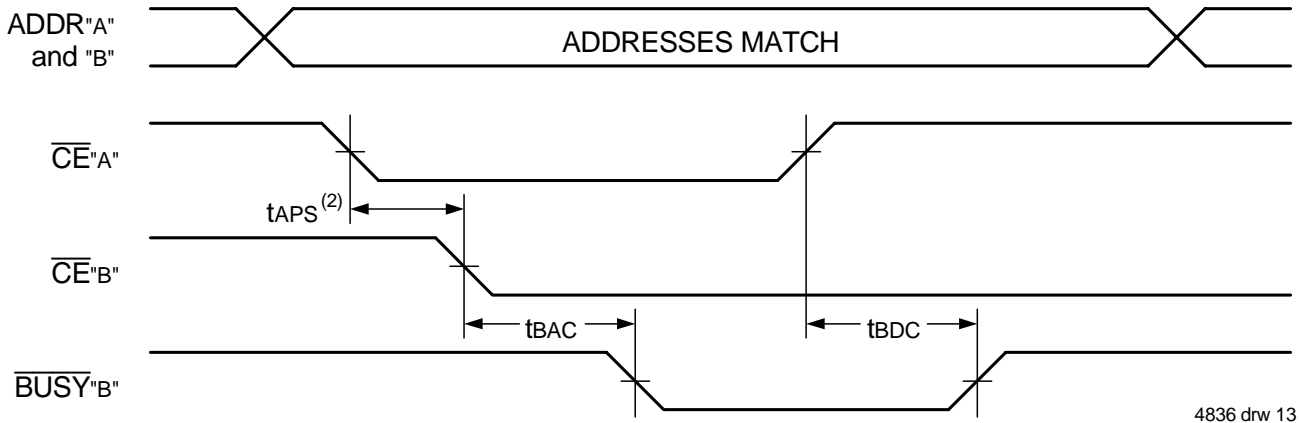 ADDR"A"
and "B"
ADDRESSES MATCH
CE"A"
tAPS (2)
CE"B"
tBAC
tBDC
BUSY"B"
4836 drw 13